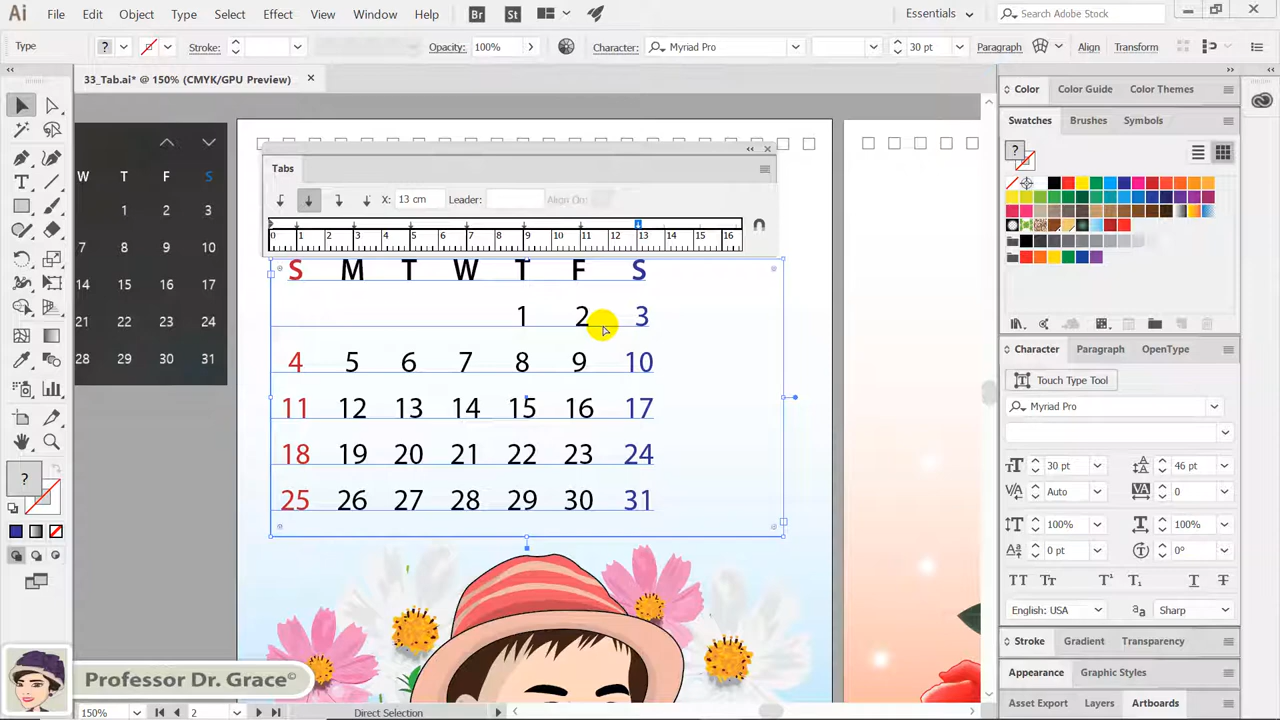 Ai File Edit Object Type Select Effect View Window Help Br St Essentials Search Adobe Stock
Type ? Stroke: Opacity: 100% Character: Myriad Pro 30 pt Paragraph Align Transform
33_Tab.ai* @ 150% (CMYK/GPU Preview)
W T F S
1 2 3
7 8 9 10
14 15 16 17
21 22 23 24
28 29 30 31
Tabs
X: 13 cm Leader: Align On:
0 1 2 3 4 5 6 7 8 9 10 11 12 13 14 15 16
S M T W T F S
1 2 3
4 5 6 7 8 9 10
11 12 13 14 15 16 17
18 19 20 21 22 23 24
25 26 27 28 29 30 31
Color Color Guide Color Themes
Swatches Brushes Symbols
?
Character Paragraph OpenType
Touch Type Tool
Myriad Pro
30 pt 46 pt
Auto 0
100% 100%
0 pt 0°
English: USA Sharp
Stroke Gradient Transparency
Appearance Graphic Styles
Asset Export Layers Artboards
?
Professor Dr. Grace©
150% 2 Direct Selection